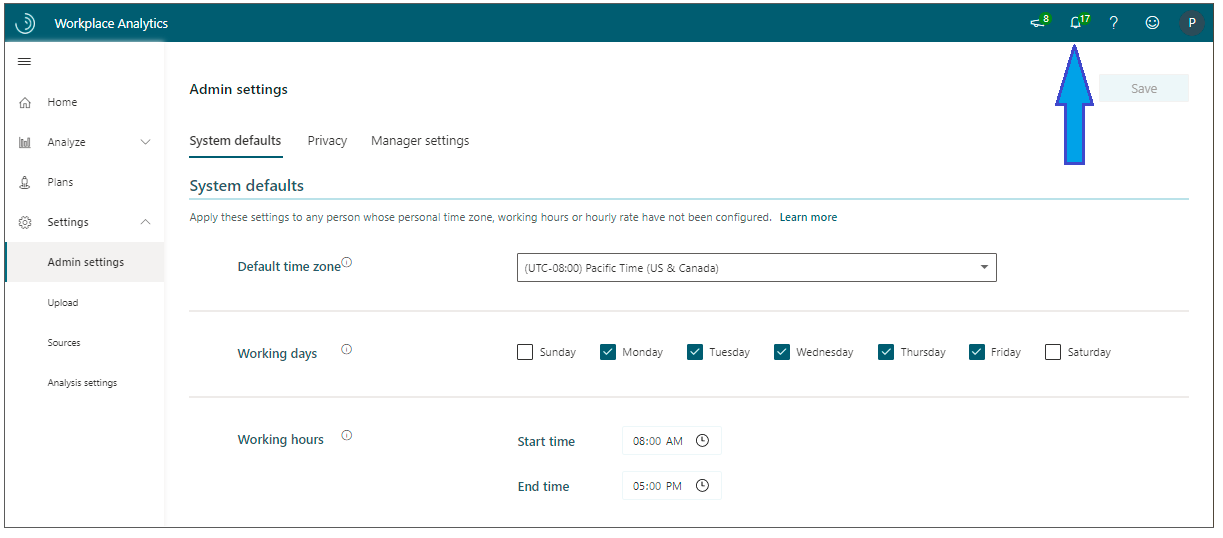 Workplace Analytics
8
17
?
P
Home
Analyze
Plans
Settings
Admin settings
Upload
Sources
Analysis settings
Admin settings
Save
System defaults Privacy Manager settings
System defaults
Apply these settings to any person whose personal time zone, working hours or hourly rate have not been configured. Learn more
Default time zone
(UTC-08:00) Pacific Time (US & Canada)
Working days
Sunday Monday Tuesday Wednesday Thursday Friday Saturday
Working hours
Start time 08:00 AM
End time 05:00 PM